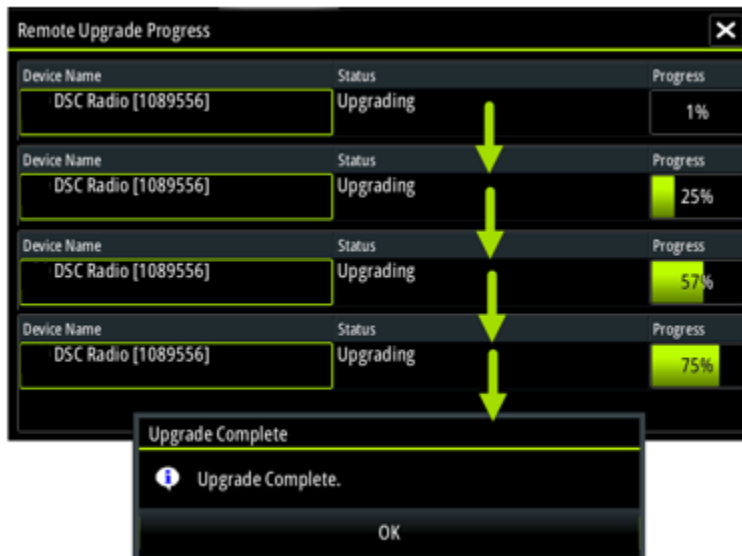 Remote Upgrade Progress
Device Name Status Progress
DSC Radio [1089556] Upgrading 1%
Device Name Status Progress
DSC Radio [1089556] Upgrading 25%
Device Name Status Progress
DSC Radio [1089556] Upgrading 57%
Device Name Status Progress
DSC Radio [1089556] Upgrading 75%
Upgrade Complete
Upgrade Complete.
OK